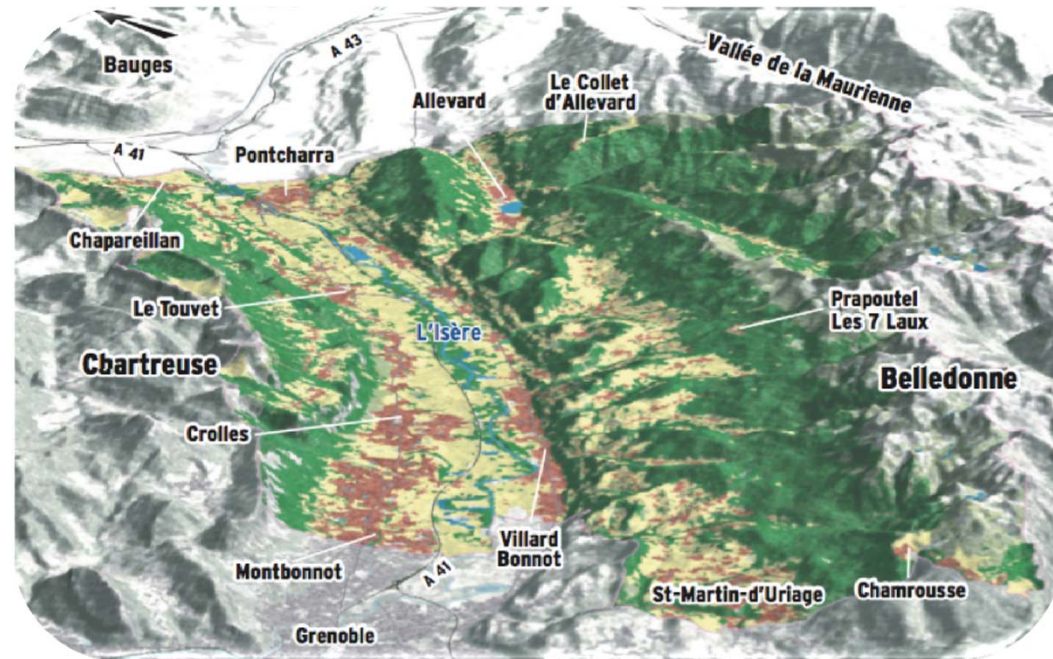 Bauges
A 43
Vallée de la Maurienne
Le Collet
d'Allevard
Allevard
A 41
Pontcharra
Chapareillan
Le Touvet
L'Isère
Prapoutel
Les 7 Laux
Chartreuse
Belledonne
Crolles
Villard
Bonnot
Montbonnot
A 41
St-Martin-d'Uriage
Chamrousse
Grenoble